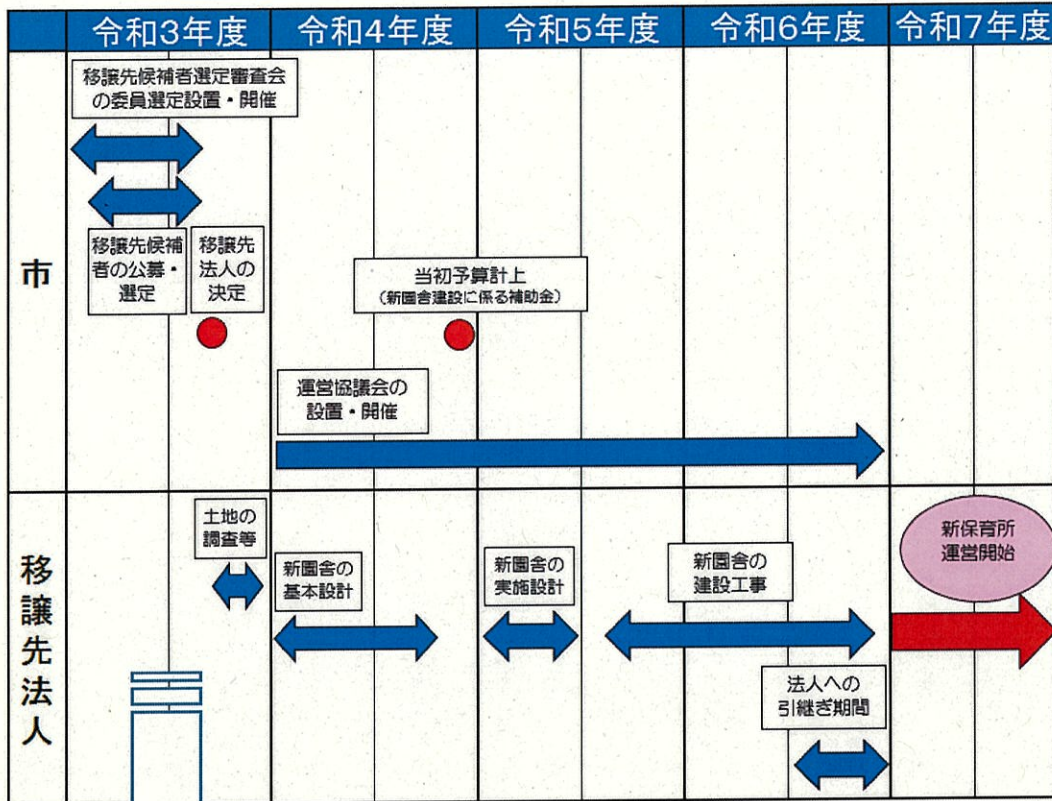 令和3年度
令和4年度
令和5年度
令和6年度
令和7年度
市
移譲先候補者選定審査会
の委員選定設置・開催
移譲先候補
者の公募・
選定
移譲先
法人の
決定
当初予算計上
(新園舎建設に係る補助金)
運営協議会の
設置・開催
移譲先法人
土地の
調査等
新園舎の
基本設計
新園舎の
実施設計
新園舎の
建設工事
法人への
引継ぎ期間
新保育所
運営開始